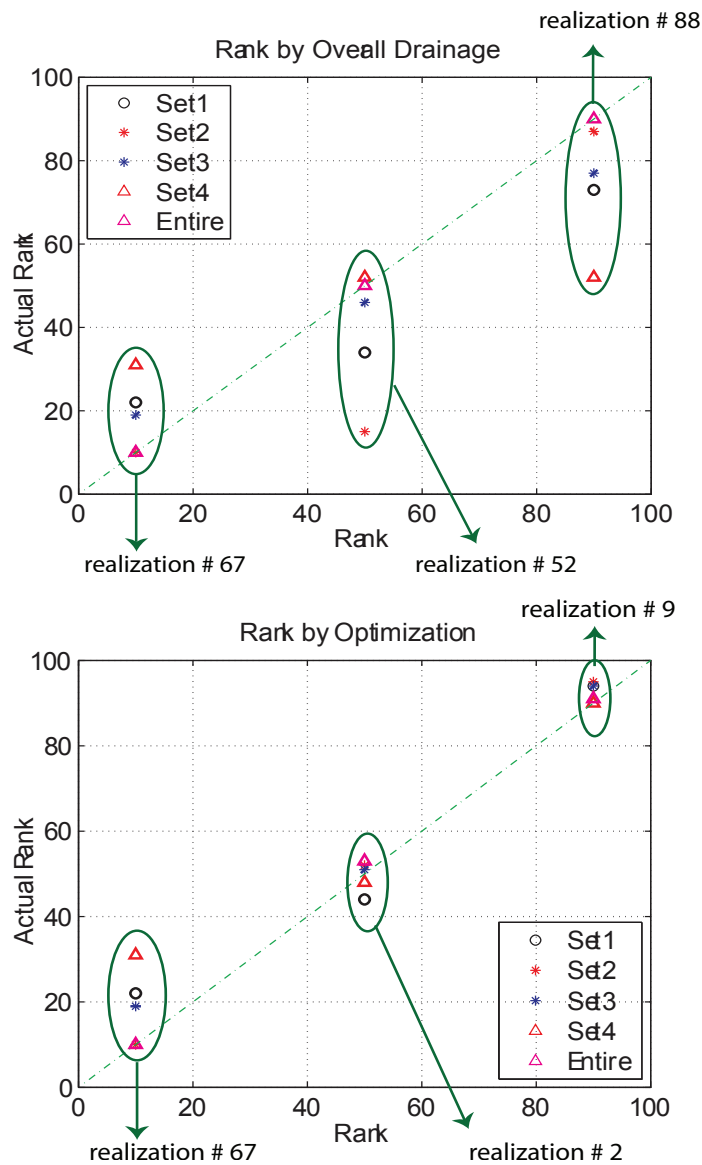 realization # 88
Rank by Overall Drainage
100
80
60
40
20
0
Actual Rank
Set1
Set2
Set3
Set4
Entire
0 20 40 60 80 100
Rank
realization # 67
realization # 52
realization # 9
Rank by Optimization
100
80
60
40
20
0
Actual Rank
Set1
Set2
Set3
Set4
Entire
0 20 40 60 80 100
Rank
realization # 67
realization # 2